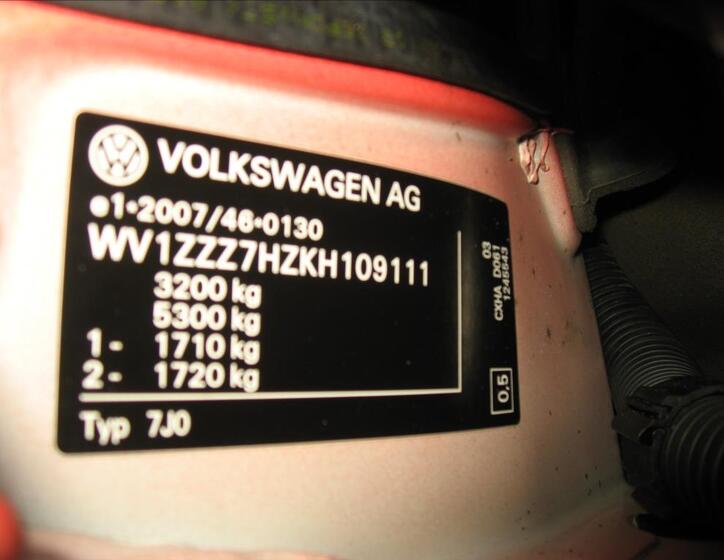 VOLKSWAGEN AG
e1*2007/46*0130
WV1ZZZ7HZKH109111
3200 kg
5300 kg
1- 1710 kg
2- 1720 kg
Typ 7J0
03
CXHA D061
1245543
0,5